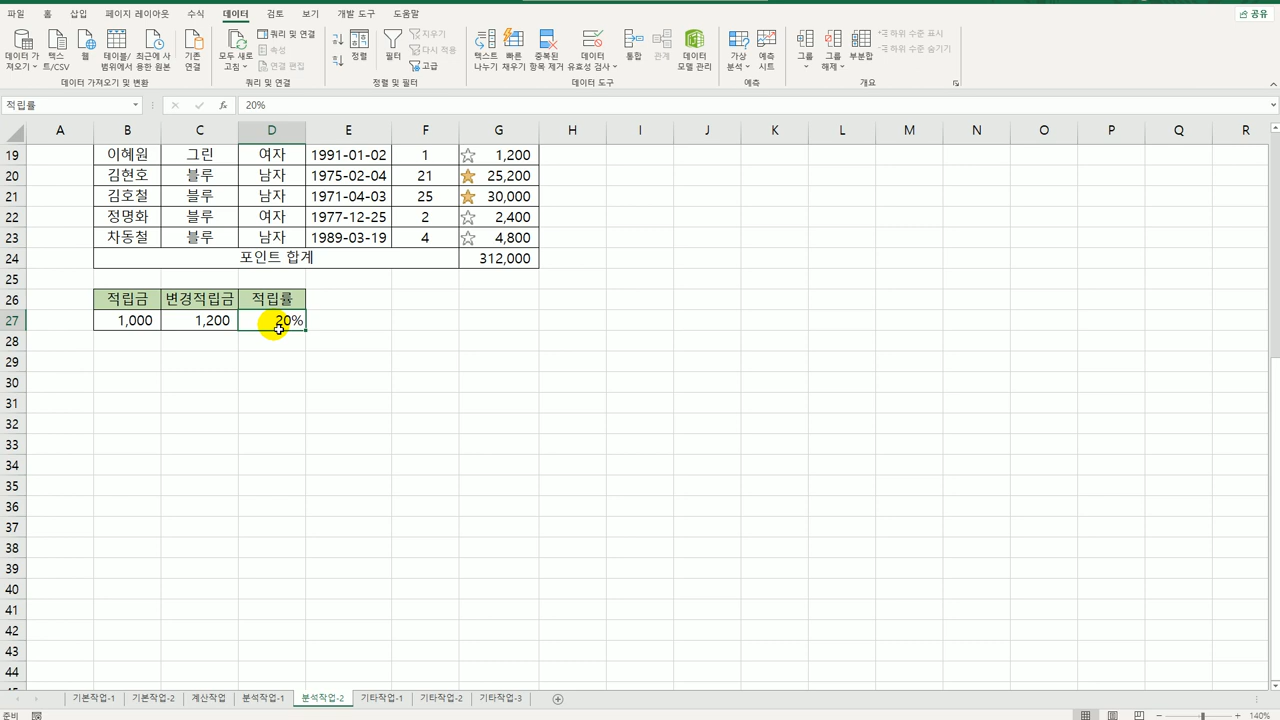 파일 홈 삽입 페이지 레이아웃 수식 데이터 검토 보기 개발 도구 도움말 공유
데이터 가져오기 텍스트/CSV 웹 테이블/범위에서 최근에 사용한 원본 기존 연결 모두 새로 고침 쿼리 및 연결 속성 연결 편집 정렬 필터 지우기 다시 적용 고급 텍스트 나누기 빠른 채우기 중복된 항목 제거 데이터 유효성 검사 통합 관계 데이터 모델 관리 가상 분석 예측 시트 그룹 그룹 해제 부분합 하위 수준 표시 하위 수준 숨기기
데이터 가져오기 및 변환 쿼리 및 연결 정렬 및 필터 데이터 도구 예측 개요
적립률 fx 20%
A B C D E F G H I J K L M N O P Q R
19 이혜원 그린 여자 1991-01-02 1 1,200
20 김현호 블루 남자 1975-02-04 21 25,200
21 김호철 블루 남자 1971-04-03 25 30,000
22 정명화 블루 여자 1977-12-25 2 2,400
23 차동철 블루 남자 1989-03-19 4 4,800
24 포인트 합계 312,000
25
26 적립금 변경적립금 적립률
27 1,000 1,200 20%
28
29
30
31
32
33
34
35
36
37
38
39
40
41
42
43
44
기본작업-1 기본작업-2 계산작업 분석작업-1 분석작업-2 기타작업-1 기타작업-2 기타작업-3
준비 140%